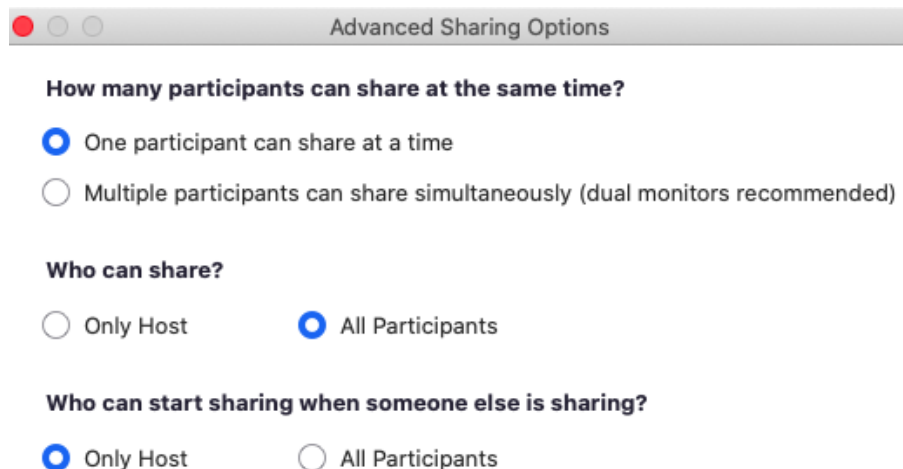 Advanced Sharing Options
How many participants can share at the same time?
One participant can share at a time
Multiple participants can share simultaneously (dual monitors recommended)
Who can share?
Only Host All Participants
Who can start sharing when someone else is sharing?
Only Host All Participants